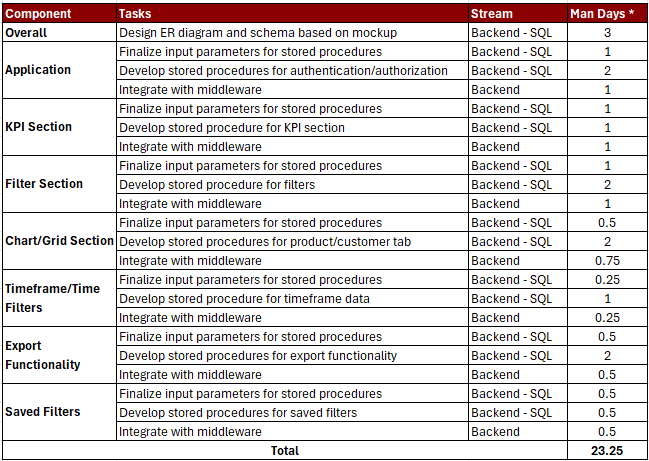 Component Tasks Stream Man Days *
Overall Design ER diagram and schema based on mockup Backend - SQL 3
Application Finalize input parameters for stored procedures Backend - SQL 1
Develop stored procedures for authentication/authorization Backend - SQL 2
Integrate with middleware Backend 1
KPI Section Finalize input parameters for stored procedures Backend - SQL 1
Develop stored procedure for KPI section Backend - SQL 1
Integrate with middleware Backend 1
Filter Section Finalize input parameters for stored procedures Backend - SQL 1
Develop stored procedure for filters Backend - SQL 2
Integrate with middleware Backend 1
Chart/Grid Section Finalize input parameters for stored procedures Backend - SQL 0.5
Develop stored procedures for product/customer tab Backend - SQL 2
Integrate with middleware Backend 0.75
Timeframe/Time Filters Finalize input parameters for stored procedures Backend - SQL 0.25
Develop stored procedure for timeframe data Backend - SQL 1
Integrate with middleware Backend 0.25
Export Functionality Finalize input parameters for stored procedures Backend - SQL 0.5
Develop stored procedures for export functionality Backend - SQL 2
Integrate with middleware Backend 0.5
Saved Filters Finalize input parameters for stored procedures Backend - SQL 0.5
Develop stored procedures for saved filters Backend - SQL 0.5
Integrate with middleware Backend 0.5
Total 23.25